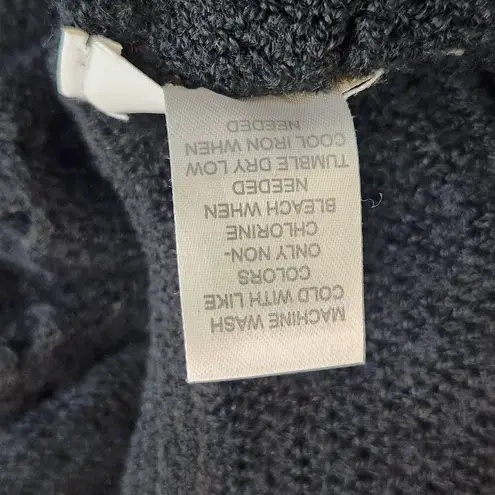 MACHINE WASH
COLD WITH LIKE
COLORS
ONLY NON-
CHLORINE
BLEACH WHEN
NEEDED
TUMBLE DRY LOW
COOL IRON WHEN
NEEDED